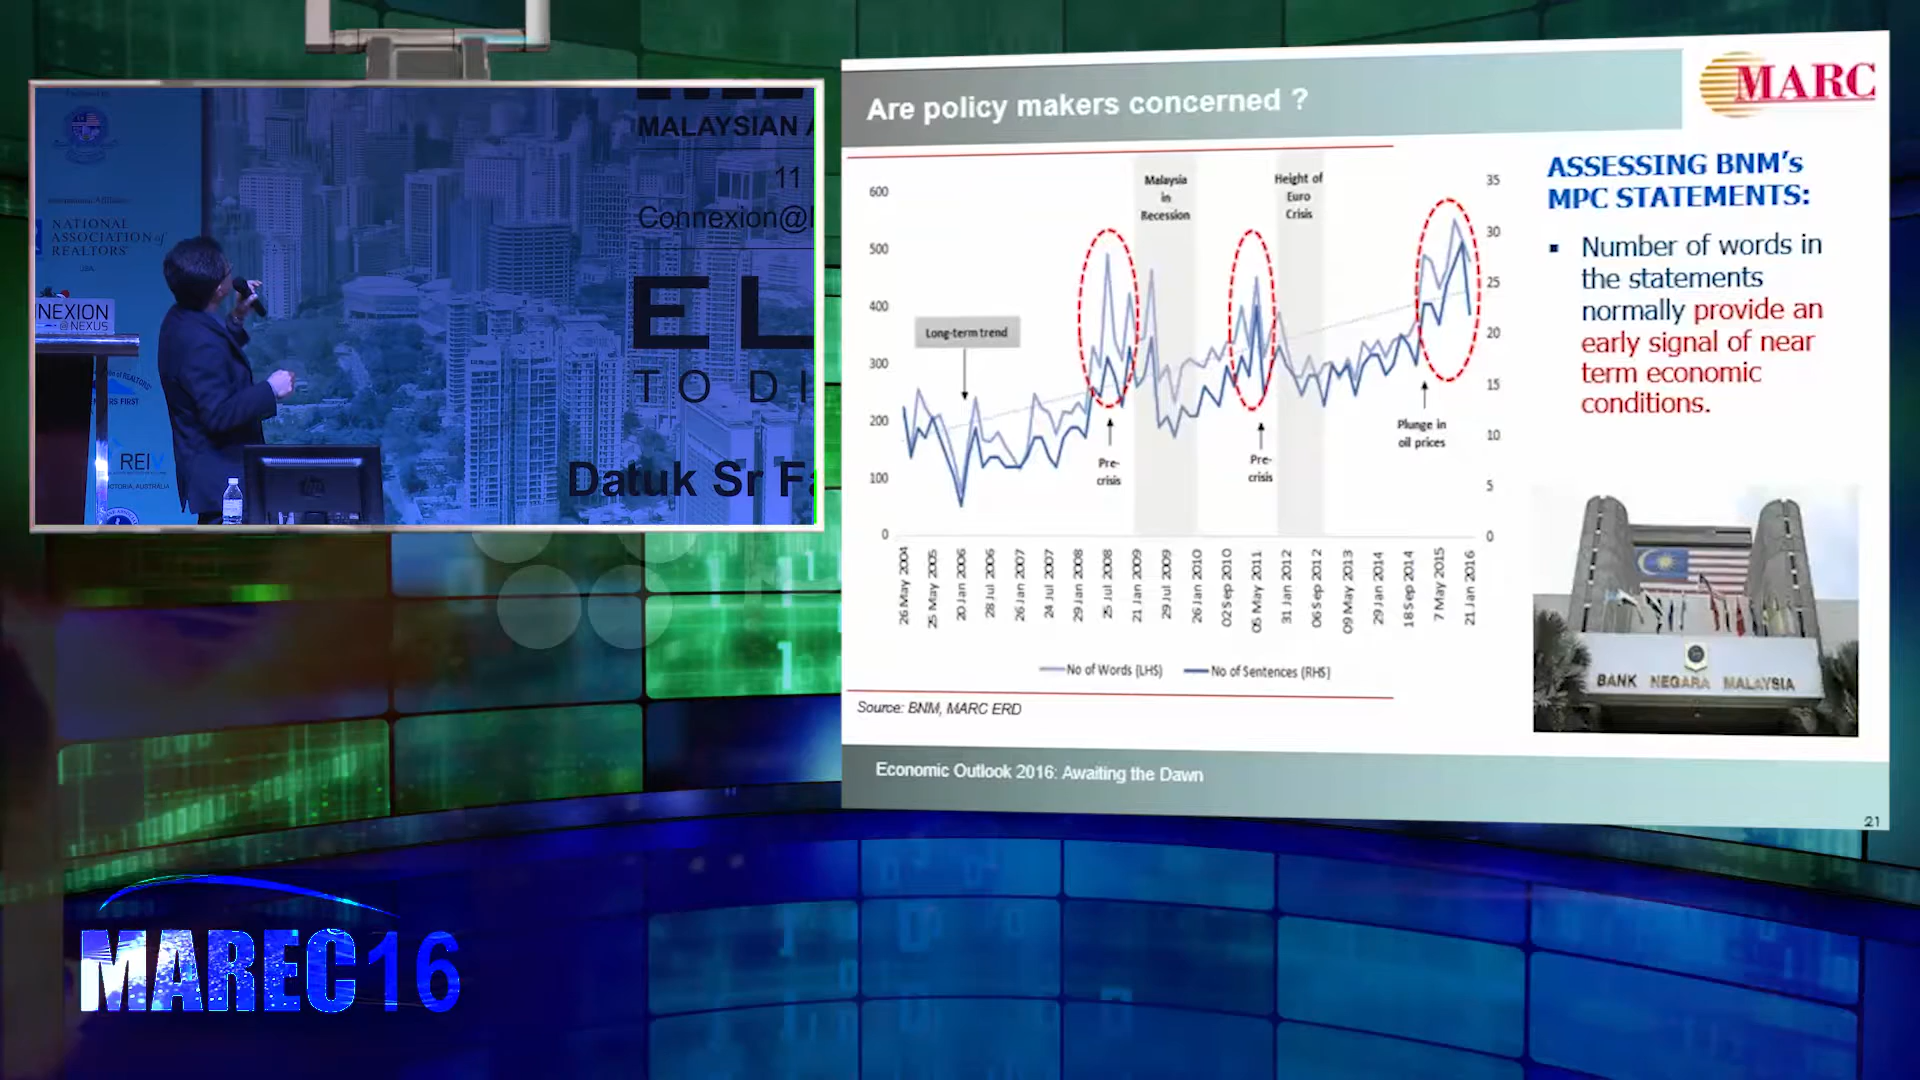 NATIONAL
ASSOCIATION of
REALTORS
USA
NEXION
@NEXUS
REIV
VICTORIA, AUSTRALIA
MALAYSIAN
11
Connexion@
EL
TO DI
Datuk Sr Fa
MAREC16
Are policy makers concerned ?
MARC
600
500
400
300
200
100
0
35
30
25
20
15
10
5
0
Malaysia
in
Recession
Height of
Euro
Crisis
Long-term trend
Pre-
crisis
Pre-
crisis
Plunge in
oil prices
26 May 2004
25 May 2005
20 Jan 2006
28 Jul 2006
26 Jan 2007
24 Jul 2007
29 Jan 2008
25 Jul 2008
21 Jan 2009
29 Jul 2009
26 Jan 2010
02 Sep 2010
05 May 2011
31 Jan 2012
06 Sep 2012
09 May 2013
29 Jan 2014
18 Sep 2014
7 May 2015
21 Jan 2016
No of Words (LHS)
No of Sentences (RHS)
Source: BNM, MARC ERD
ASSESSING BNM's
MPC STATEMENTS:
▪ Number of words in
the statements
normally provide an
early signal of near
term economic
conditions.
BANK NEGARA MALAYSIA
Economic Outlook 2016: Awaiting the Dawn
21